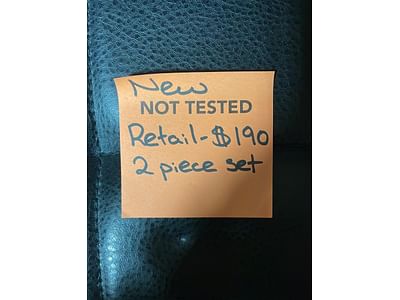 New
NOT TESTED
Retail-$190
2 piece set